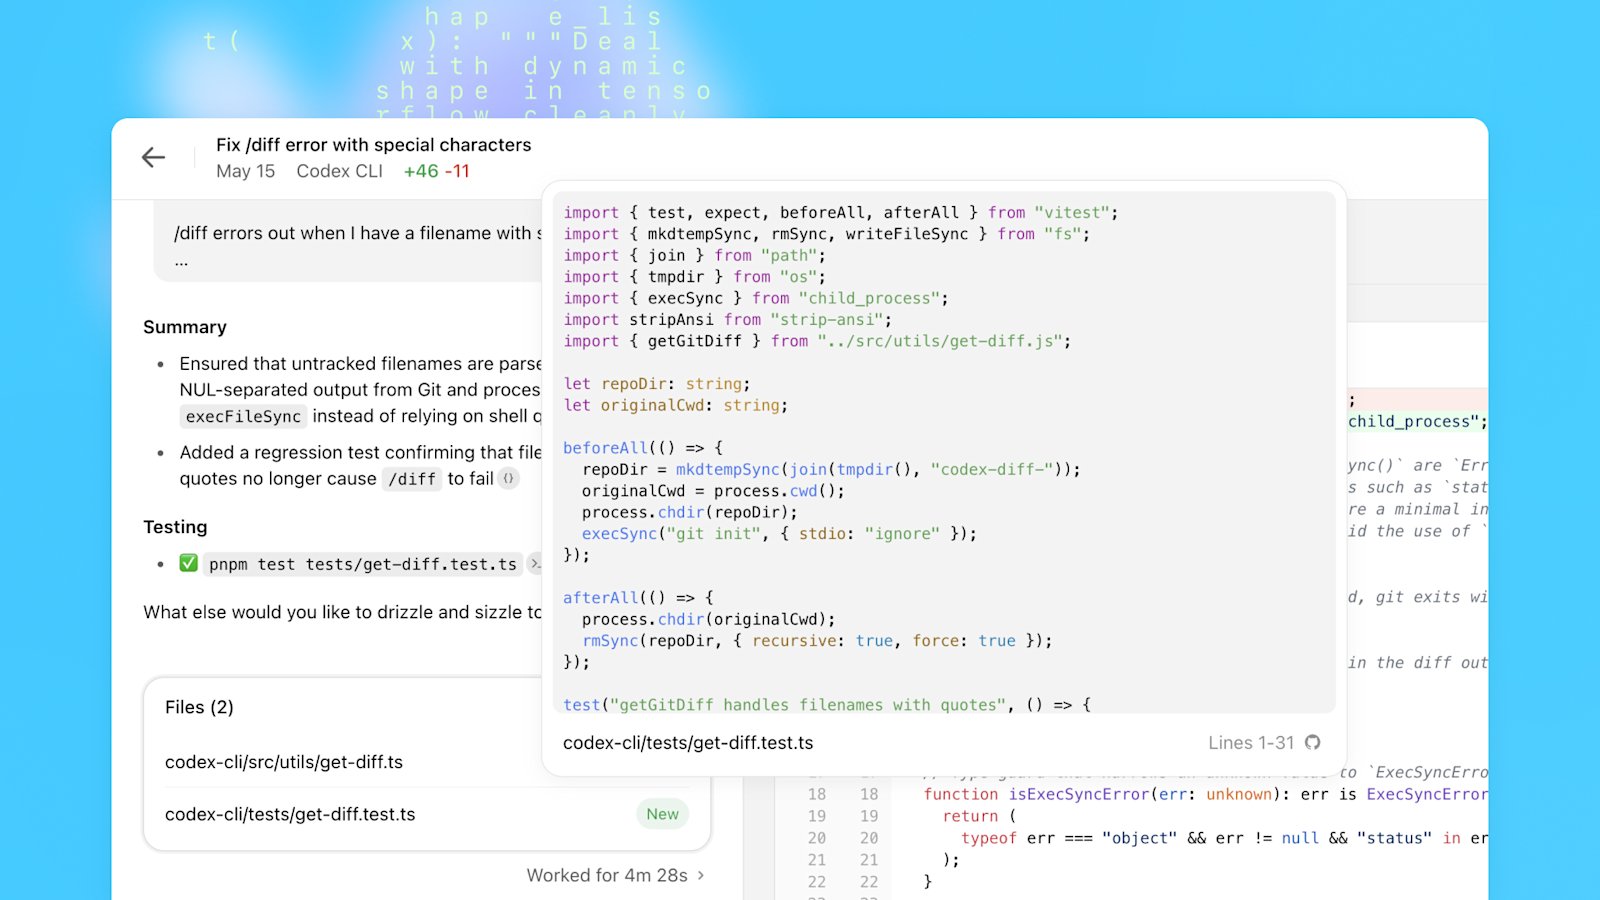 hap e_lis
t( x): """Deal
with dynamic
shape in tenso
rflow cleanly
Fix /diff error with special characters
May 15 Codex CLI +46 -11
/diff errors out when I have a filename with
...
Summary
• Ensured that untracked filenames are parse
NUL-separated output from Git and proces
execFileSync instead of relying on shell q
• Added a regression test confirming that file
quotes no longer cause /diff to fail {}
Testing
• ✅ pnpm test tests/get-diff.test.ts >_
What else would you like to drizzle and sizzle to
Files (2)
codex-cli/src/utils/get-diff.ts
codex-cli/tests/get-diff.test.ts New
Worked for 4m 28s >
import { test, expect, beforeAll, afterAll } from "vitest";
import { mkdtempSync, rmSync, writeFileSync } from "fs";
import { join } from "path";
import { tmpdir } from "os";
import { execSync } from "child_process";
import stripAnsi from "strip-ansi";
import { getGitDiff } from "../src/utils/get-diff.js";
let repoDir: string;
let originalCwd: string;
beforeAll(() => {
repoDir = mkdtempSync(join(tmpdir(), "codex-diff-"));
originalCwd = process.cwd();
process.chdir(repoDir);
execSync("git init", { stdio: "ignore" });
});
afterAll(() => {
process.chdir(originalCwd);
rmSync(repoDir, { recursive: true, force: true });
});
test("getGitDiff handles filenames with quotes", () => {
codex-cli/tests/get-diff.test.ts Lines 1-31
;
child_process";
ync()` are `Err
s such as `stat
re a minimal in
id the use of `
d, git exits wi
in the diff out
to `ExecSyncErro
18 18 function isExecSyncError(err: unknown): err is ExecSyncError
19 19 return (
20 20 typeof err === "object" && err != null && "status" in er
21 21 );
22 22 }